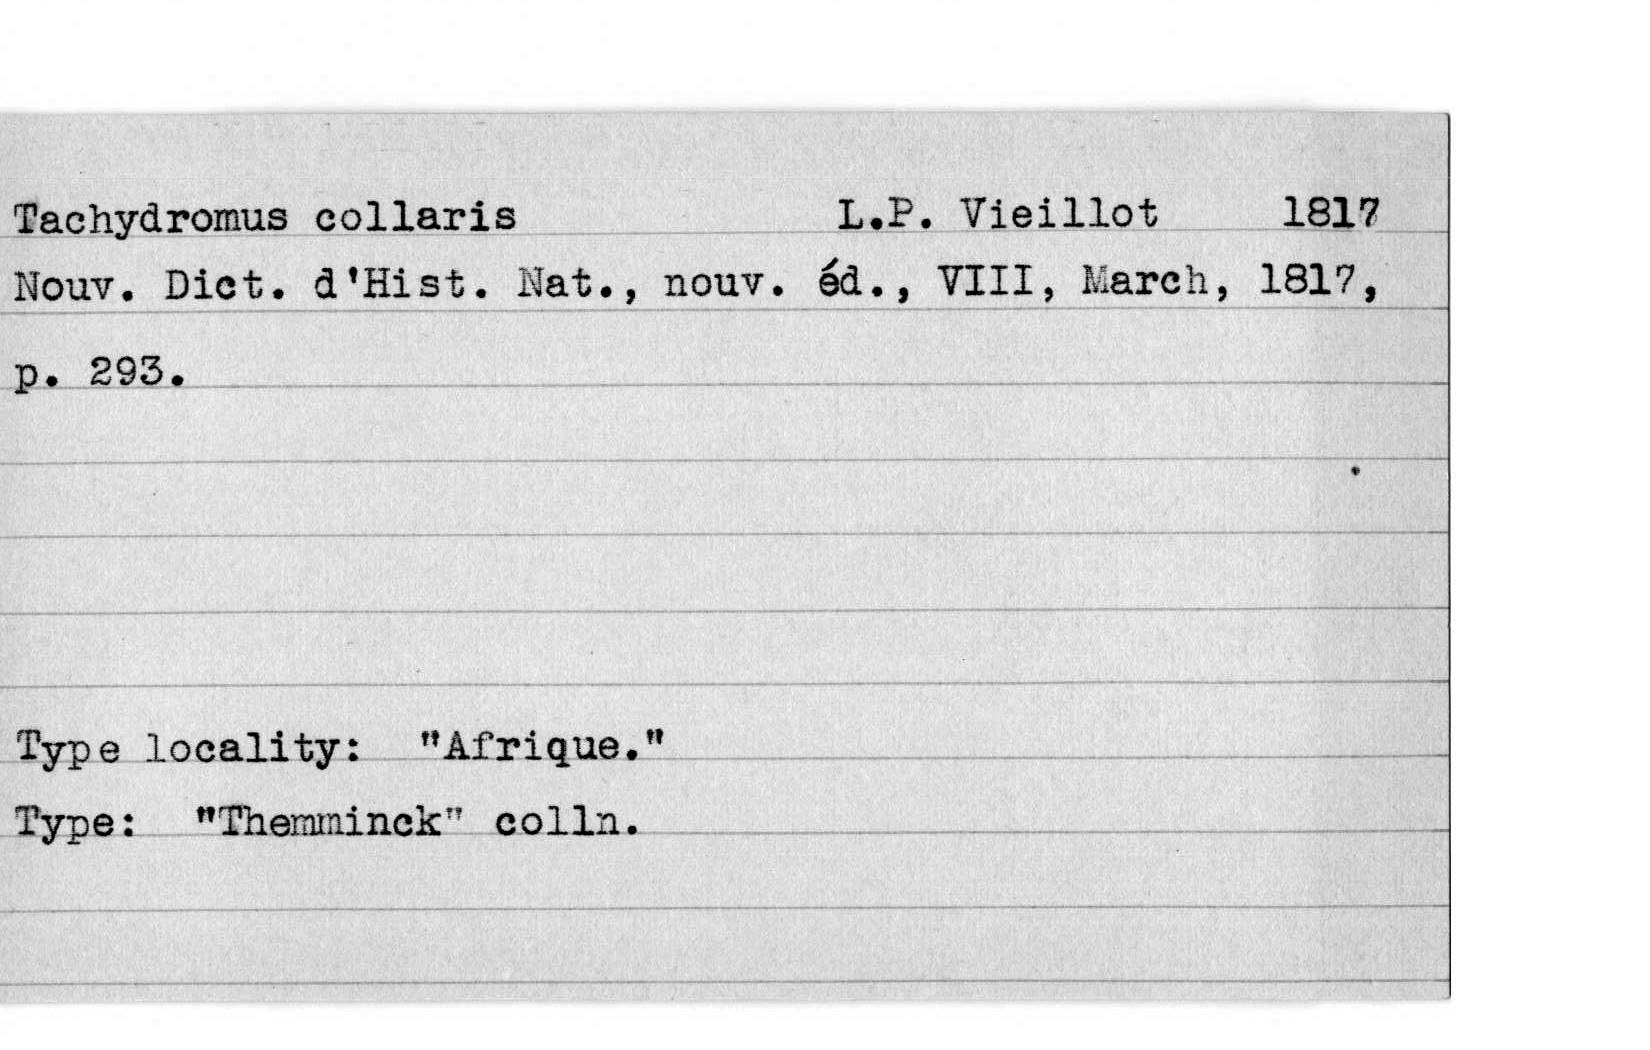 Tachydromus collaris L.P. Vieillot 1817
Nouv. Dict. d'Hist. Nat., nouv. éd., VIII, March, 1817,
p. 293.
Type locality: "Afrique."
Type: "Themminck" colln.